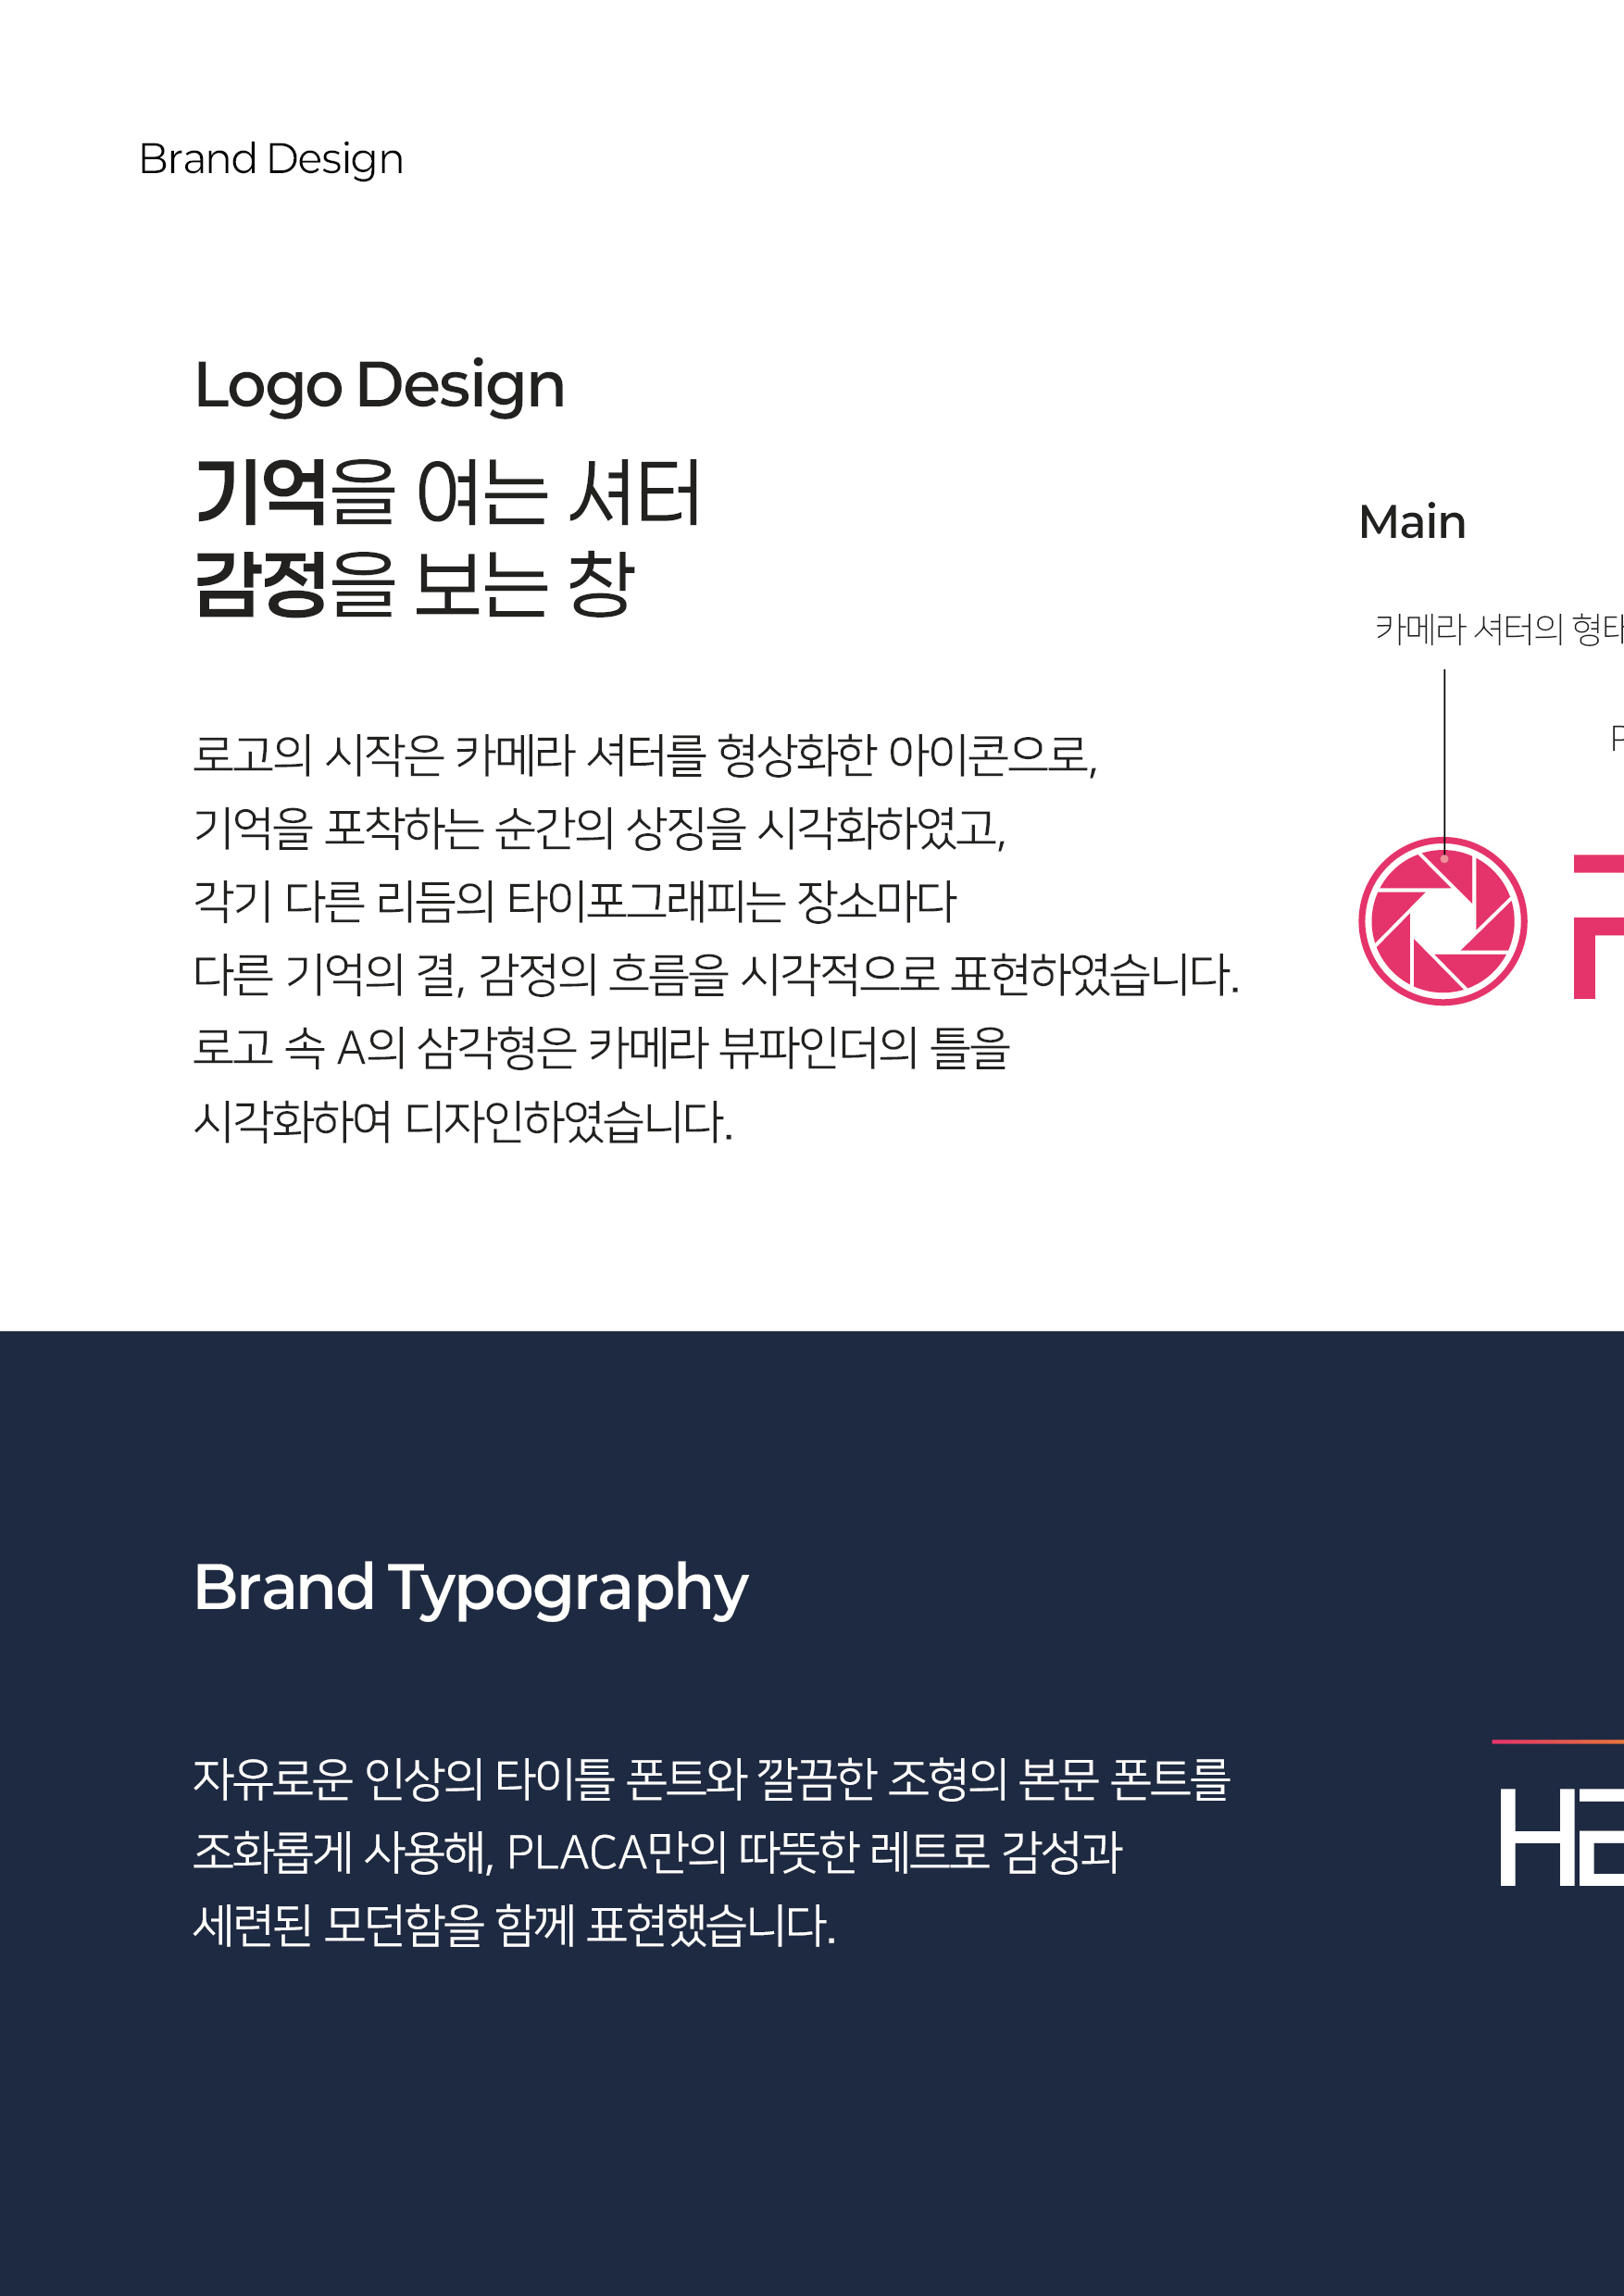 Brand Design
Logo Design
기억을 여는 셔터
감정을 보는 창
로고의 시작은 카메라 셔터를 형상화한 아이콘으로,
기억을 포착하는 순간의 상징을 시각화하였고,
각기 다른 리듬의 타이포그래피는 장소마다
다른 기억의 결, 감정의 흐름을 시각적으로 표현하였습니다.
로고 속 A의 삼각형은 카메라 뷰파인더의 틀을
시각화하여 디자인하였습니다.
Main
카메라 셔터의
Brand Typography
자유로운 인상의 타이틀 폰트와 깔끔한 조형의 본문 폰트를
조화롭게 사용해, PLACA만의 따뜻한 레트로 감성과
세련된 모던함을 함께 표현했습니다.